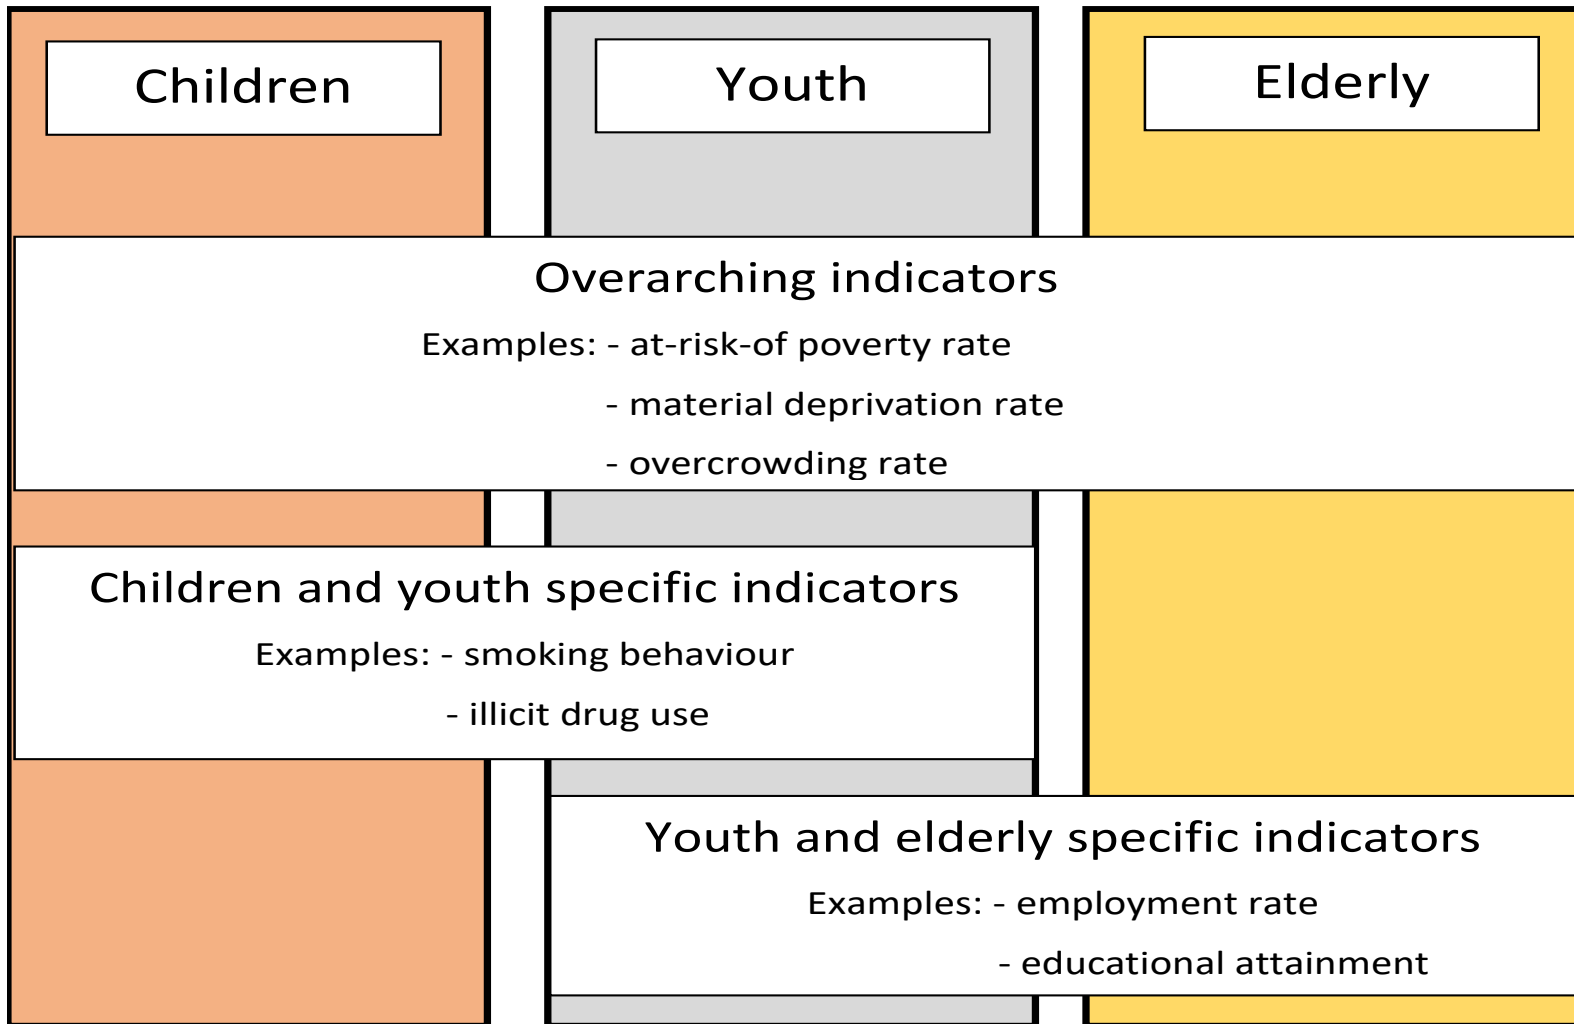 Children
Youth
Elderly
Overarching indicators
Examples: - at-risk-of poverty rate
- material deprivation rate
- overcrowding rate
Children and youth specific indicators
Examples: - smoking behaviour
- illicit drug use
Youth and elderly specific indicators
Examples: - employment rate
- educational attainment